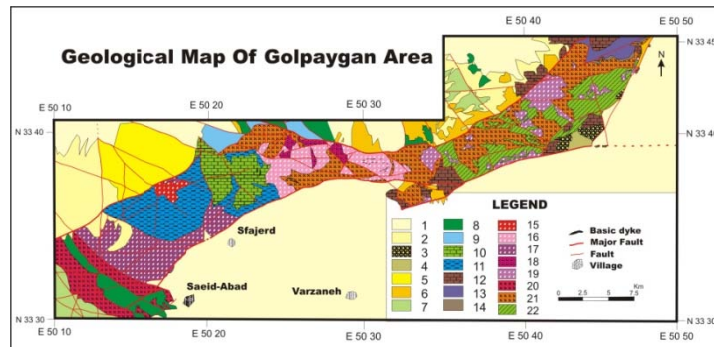 E 50 40
E 50 50
Geological Map Of Golpaygan Area
N 33 45
N
E 50 10
E 50 20
E 50 30
N 33 40
N 33 40
LEGEND
1
8
15
2
9
16
3
10
17
4
11
18
5
12
19
6
13
20
7
14
21
22
Basic dyke
Major Fault
Fault
Village
Km
0
2.5
5
7.5
Sfajerd
Saeid-Abad
Varzaneh
N 33 30
N 33 30
E 50 10
E 50 20
E 50 30
E 50 40
E 50 50